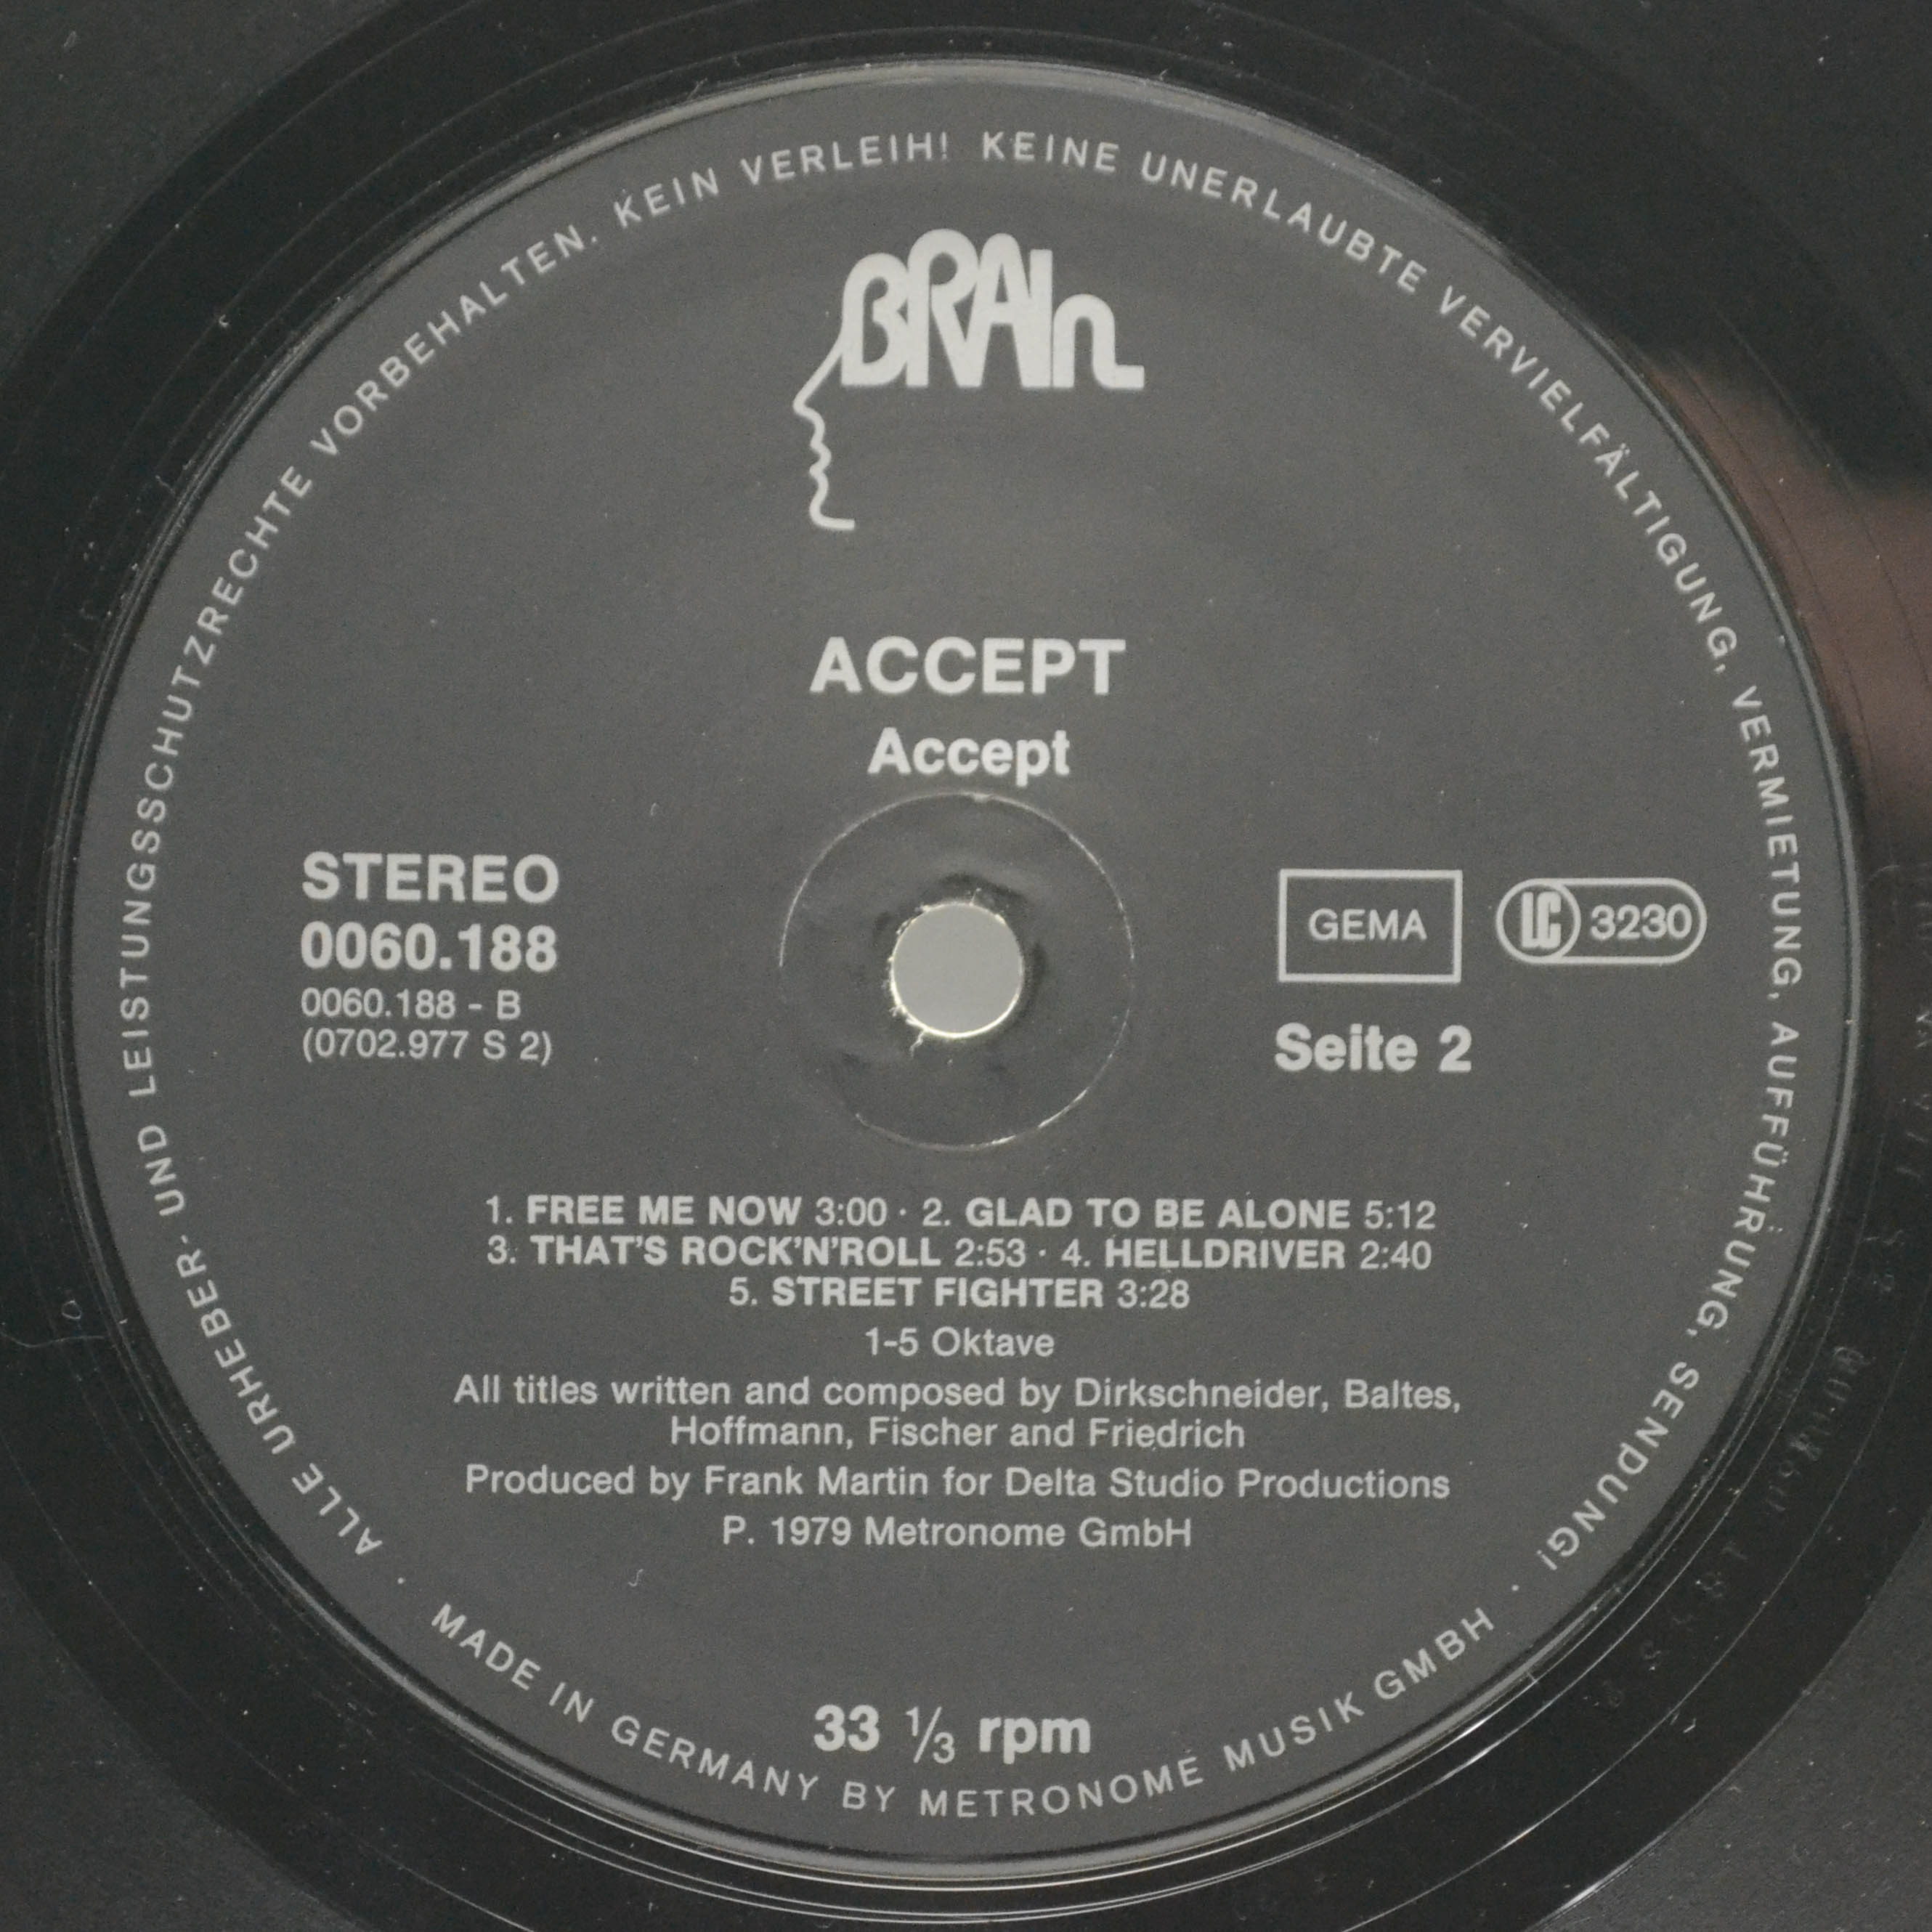 ALLE URHEBER- UND LEISTUNGSSCHUTZRECHTE VORBEHALTEN. KEIN VERLEIH! KEINE UNERLAUBTE VERVIELFÄLTIGUNG, VERMIETUNG, AUFFÜHRUNG, SENDUNG!
BRAIn
ACCEPT
Accept
STEREO
0060.188
0060.188 - B
(0702.977 S 2)
GEMA
LC 3230
Seite 2
1. FREE ME NOW 3:00 · 2. GLAD TO BE ALONE 5:12
3. THAT'S ROCK'N'ROLL 2:53 · 4. HELLDRIVER 2:40
5. STREET FIGHTER 3:28
1-5 Oktave
All titles written and composed by Dirkschneider, Baltes,
Hoffmann, Fischer and Friedrich
Produced by Frank Martin for Delta Studio Productions
P. 1979 Metronome GmbH
33 ⅓ rpm
· MADE IN GERMANY BY METRONOME MUSIK GMBH ·